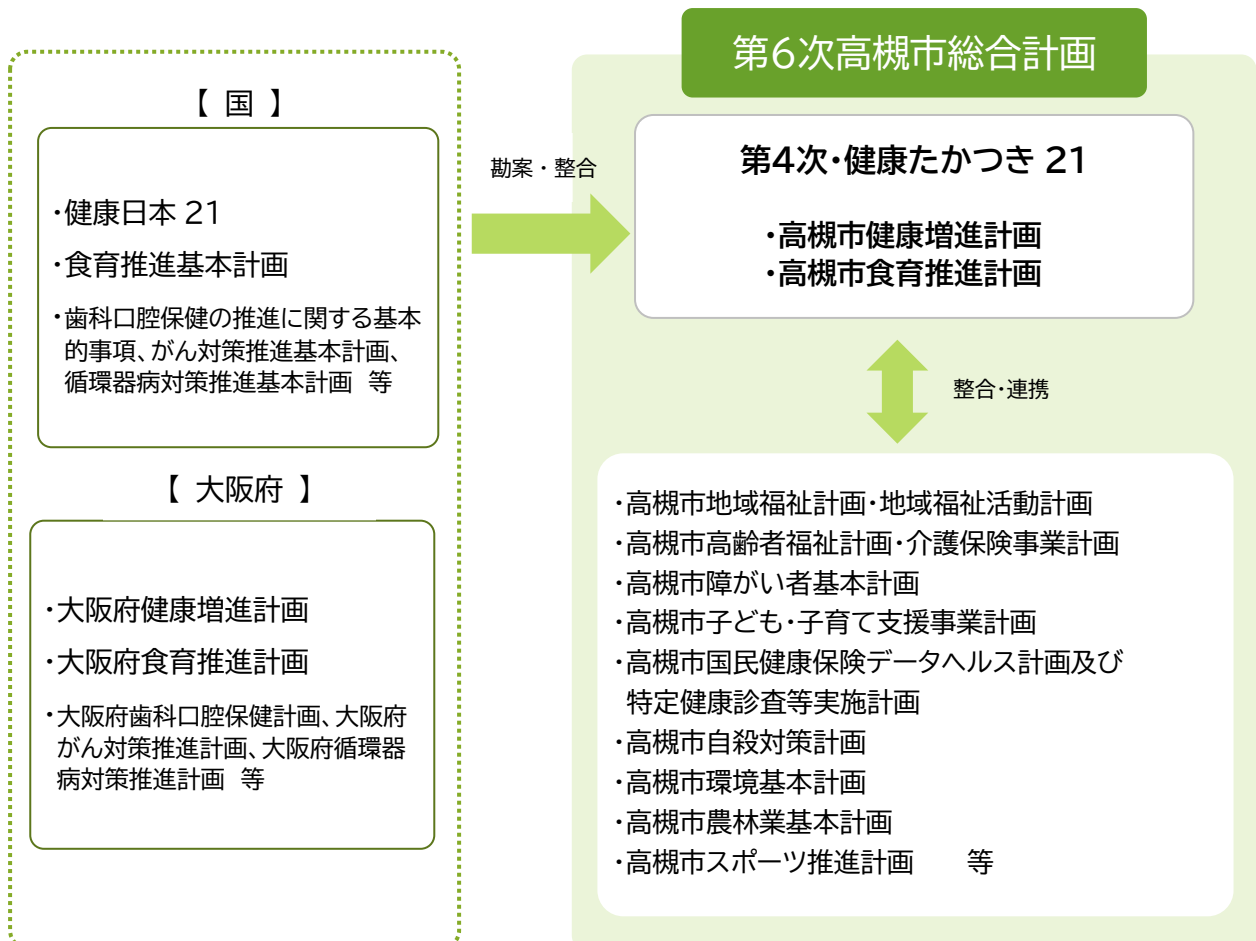 【 国 】
・健康日本 21
・食育推進基本計画
・歯科口腔保健の推進に関する基本
的事項、がん対策推進基本計画、
循環器病対策推進基本計画 等
【 大阪府 】
・大阪府健康増進計画
・大阪府食育推進計画
・大阪府歯科口腔保健計画、大阪府
がん対策推進計画、大阪府循環器
病対策推進計画 等
勘案・整合
第6次高槻市総合計画
第4次・健康たかつき 21
・高槻市健康増進計画
・高槻市食育推進計画
整合・連携
・高槻市地域福祉計画・地域福祉活動計画
・高槻市高齢者福祉計画・介護保険事業計画
・高槻市障がい者基本計画
・高槻市子ども・子育て支援事業計画
・高槻市国民健康保険データヘルス計画及び
特定健康診査等実施計画
・高槻市自殺対策計画
・高槻市環境基本計画
・高槻市農林業基本計画
・高槻市スポーツ推進計画 等